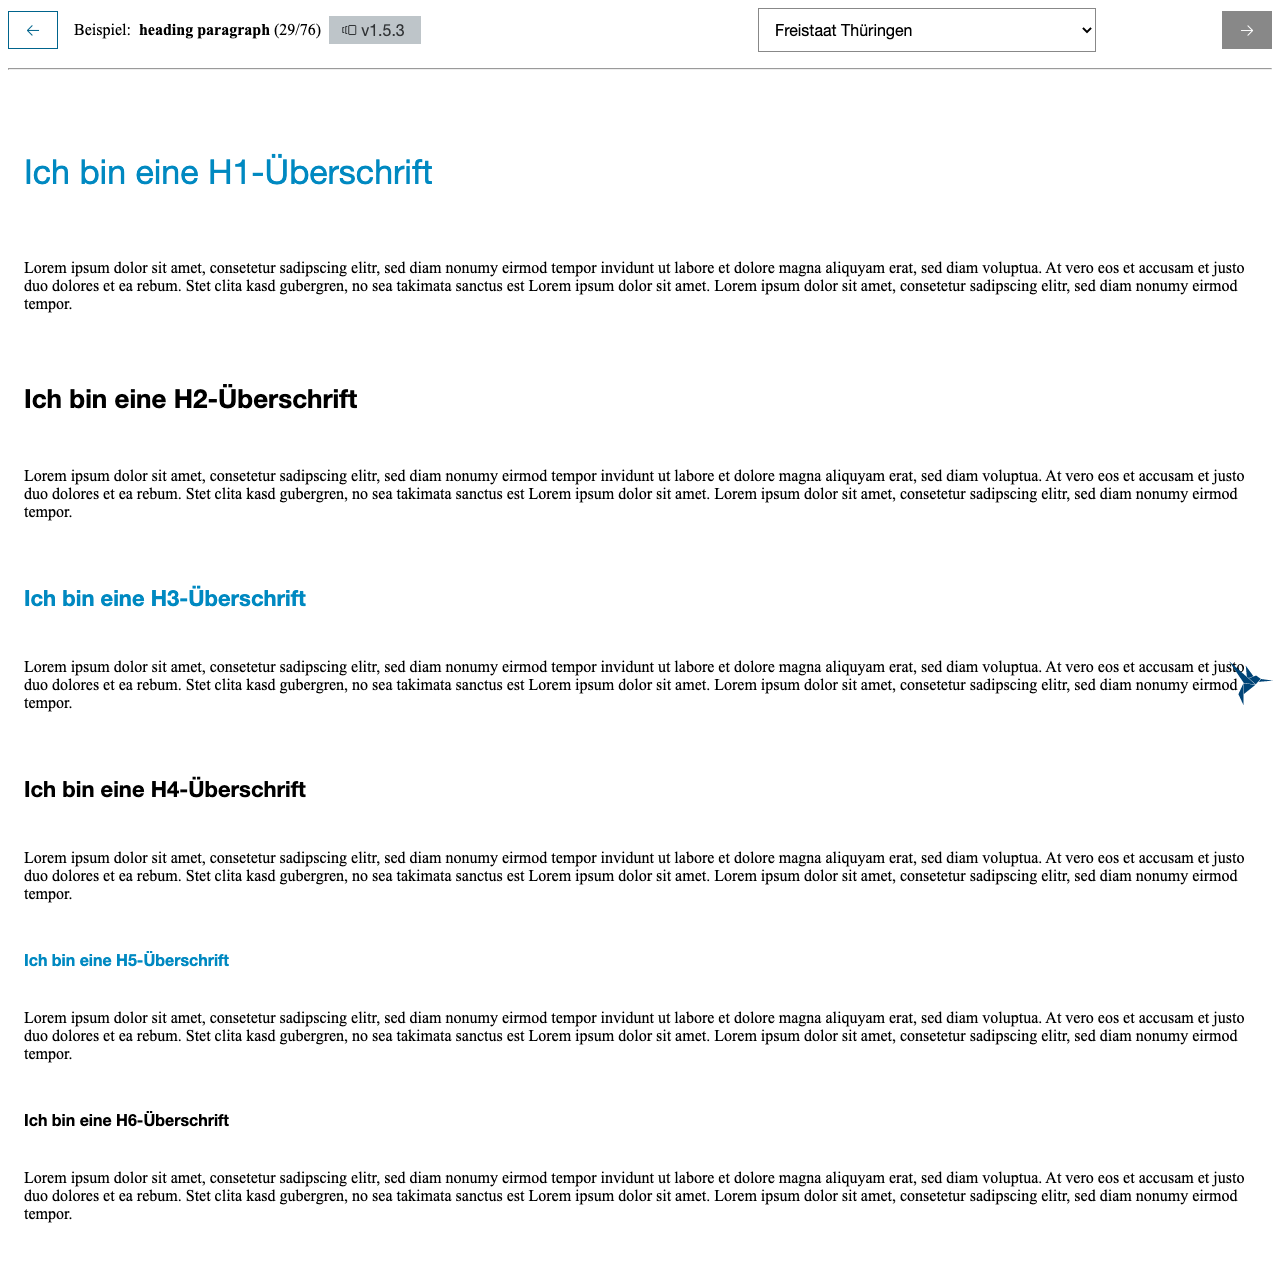 ← Beispiel: heading paragraph (29/76) v1.5.3 Freistaat Thüringen →
Ich bin eine H1-Überschrift
Lorem ipsum dolor sit amet, consetetur sadipscing elitr, sed diam nonumy eirmod tempor invidunt ut labore et dolore magna aliquyam erat, sed diam voluptua. At vero eos et accusam et justo
duo dolores et ea rebum. Stet clita kasd gubergren, no sea takimata sanctus est Lorem ipsum dolor sit amet. Lorem ipsum dolor sit amet, consetetur sadipscing elitr, sed diam nonumy eirmod
tempor.
Ich bin eine H2-Überschrift
Lorem ipsum dolor sit amet, consetetur sadipscing elitr, sed diam nonumy eirmod tempor invidunt ut labore et dolore magna aliquyam erat, sed diam voluptua. At vero eos et accusam et justo
duo dolores et ea rebum. Stet clita kasd gubergren, no sea takimata sanctus est Lorem ipsum dolor sit amet. Lorem ipsum dolor sit amet, consetetur sadipscing elitr, sed diam nonumy eirmod
tempor.
Ich bin eine H3-Überschrift
Lorem ipsum dolor sit amet, consetetur sadipscing elitr, sed diam nonumy eirmod tempor invidunt ut labore et dolore magna aliquyam erat, sed diam voluptua. At vero eos et accusam et justo
duo dolores et ea rebum. Stet clita kasd gubergren, no sea takimata sanctus est Lorem ipsum dolor sit amet. Lorem ipsum dolor sit amet, consetetur sadipscing elitr, sed diam nonumy eirmod
tempor.
Ich bin eine H4-Überschrift
Lorem ipsum dolor sit amet, consetetur sadipscing elitr, sed diam nonumy eirmod tempor invidunt ut labore et dolore magna aliquyam erat, sed diam voluptua. At vero eos et accusam et justo
duo dolores et ea rebum. Stet clita kasd gubergren, no sea takimata sanctus est Lorem ipsum dolor sit amet. Lorem ipsum dolor sit amet, consetetur sadipscing elitr, sed diam nonumy eirmod
tempor.
Ich bin eine H5-Überschrift
Lorem ipsum dolor sit amet, consetetur sadipscing elitr, sed diam nonumy eirmod tempor invidunt ut labore et dolore magna aliquyam erat, sed diam voluptua. At vero eos et accusam et justo
duo dolores et ea rebum. Stet clita kasd gubergren, no sea takimata sanctus est Lorem ipsum dolor sit amet. Lorem ipsum dolor sit amet, consetetur sadipscing elitr, sed diam nonumy eirmod
tempor.
Ich bin eine H6-Überschrift
Lorem ipsum dolor sit amet, consetetur sadipscing elitr, sed diam nonumy eirmod tempor invidunt ut labore et dolore magna aliquyam erat, sed diam voluptua. At vero eos et accusam et justo
duo dolores et ea rebum. Stet clita kasd gubergren, no sea takimata sanctus est Lorem ipsum dolor sit amet. Lorem ipsum dolor sit amet, consetetur sadipscing elitr, sed diam nonumy eirmod
tempor.